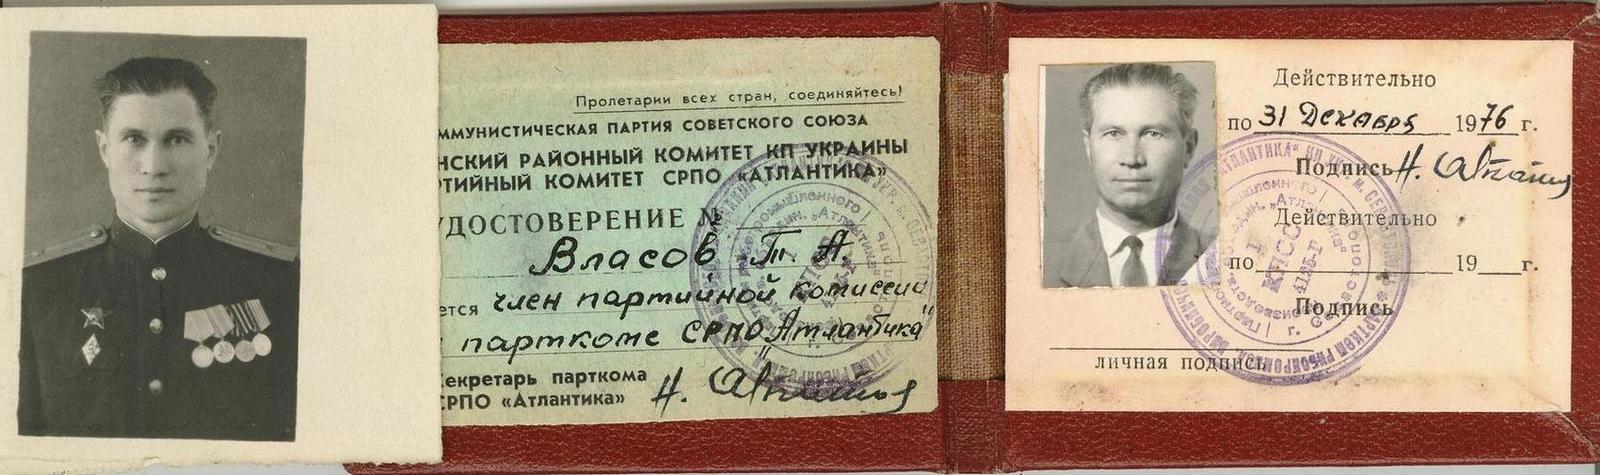 Пролетарии всех стран, соединяйтесь!
ММУНИСТИЧЕСКАЯ ПАРТИЯ СОВЕТСКОГО СОЮЗА
НСКИЙ РАЙОННЫЙ КОМИТЕТ КП УКРАИНЫ
РТИЙНЫЙ КОМИТЕТ СРПО «АТЛАНТИКА»
УДОСТОВЕРЕНИЕ №
Власов Т. А.
ется член партийной комиссии
парткоме СРПО "Атлантика"
Секретарь парткома
СРПО «Атлантика»
Действительно
по 31 Декабря 1976 г.
Подпись
Действительно
по 19 г.
Подпись
личная подпись
КПСС